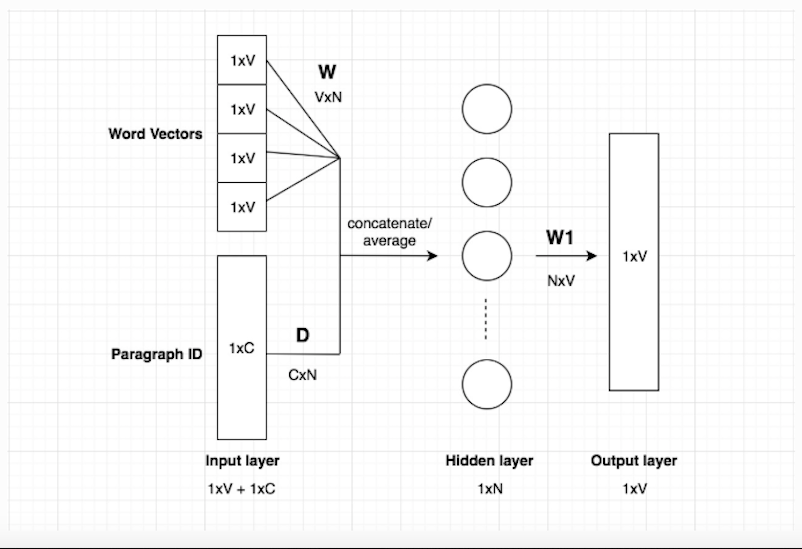 1xV
W
VxN
1xV
Word Vectors
1xV
1xV
concatenate/
average
W1
1xV
NxV
D
Paragraph ID
1xC
CxN
Input layer
Hidden layer
Output layer
1xV + 1xC
1xN
1xV